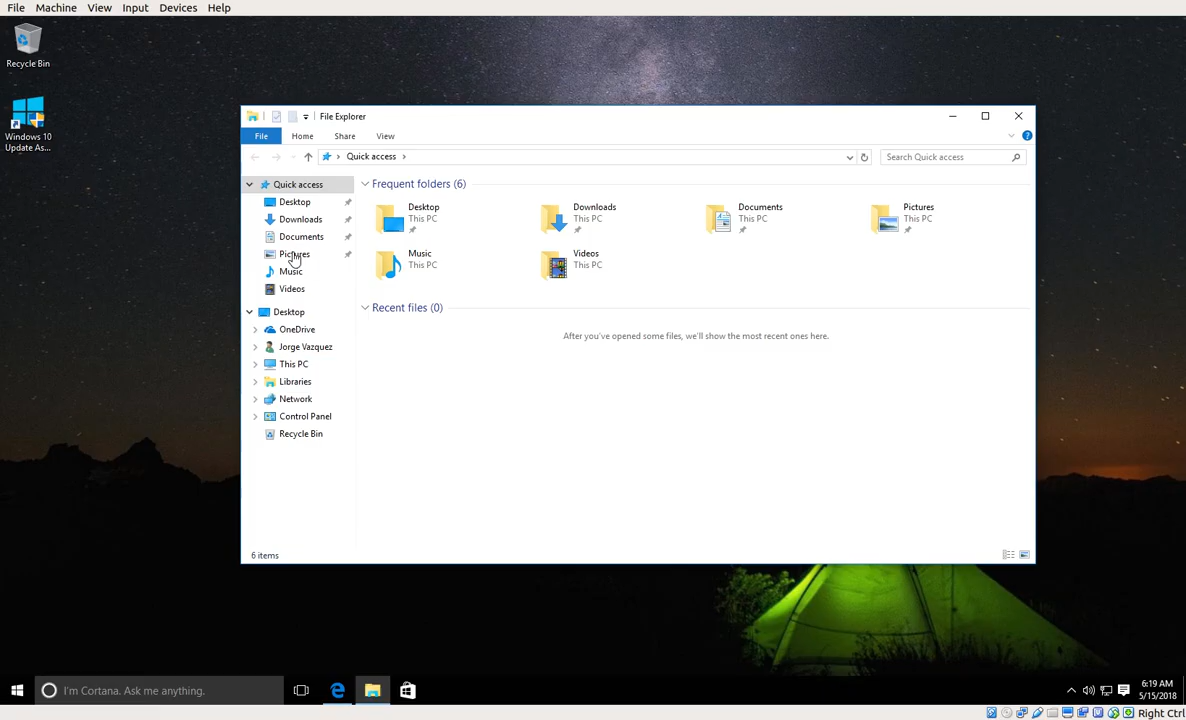 File Machine View Input Devices Help
Recycle Bin
Windows 10
Update As...
File Explorer
File Home Share View
Quick access
Search Quick access
Quick access
Desktop
Downloads
Documents
Pictures
Music
Videos
Desktop
OneDrive
Jorge Vazquez
This PC
Libraries
Network
Control Panel
Recycle Bin
Frequent folders (6)
Desktop
This PC
Downloads
This PC
Documents
This PC
Pictures
This PC
Music
This PC
Videos
This PC
Recent files (0)
After you've opened some files, we'll show the most recent ones here.
6 items
I'm Cortana. Ask me anything.
6:19 AM
5/15/2018
Right Ctrl